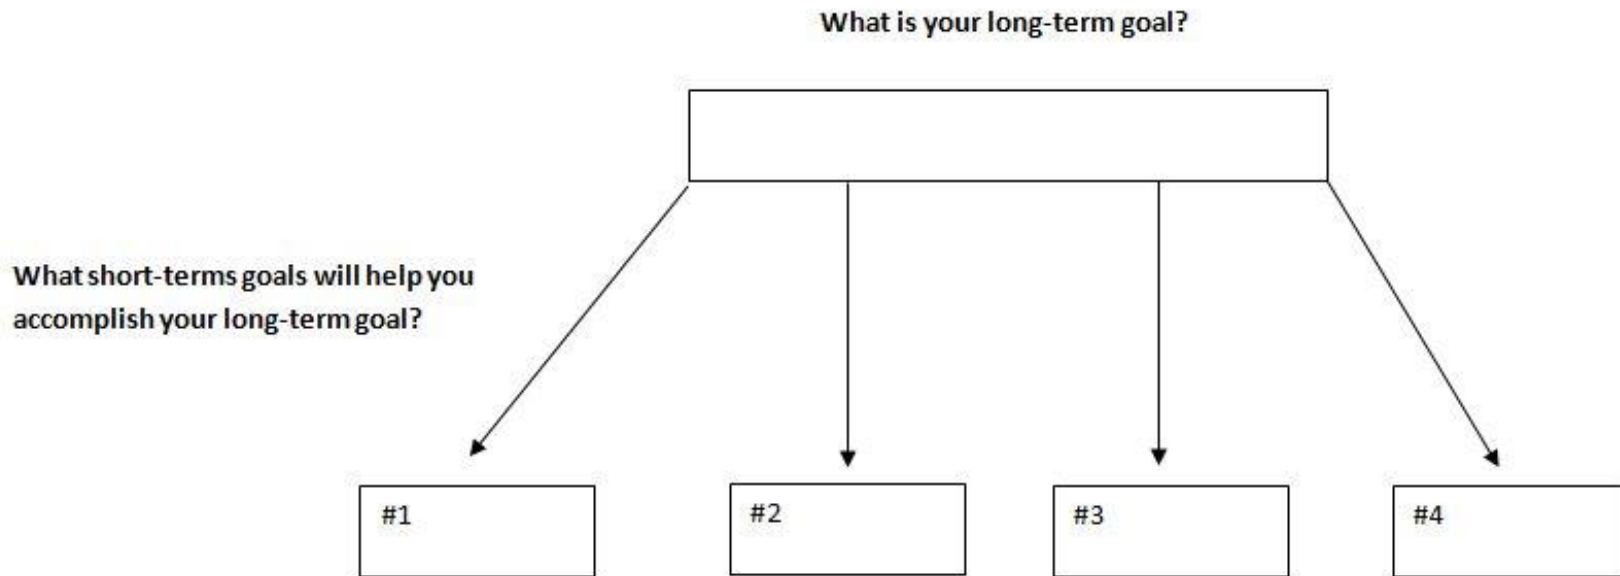 What is your long-term goal?
What short-terms goals will help you
accomplish your long-term goal?
#1
#2
#3
#4